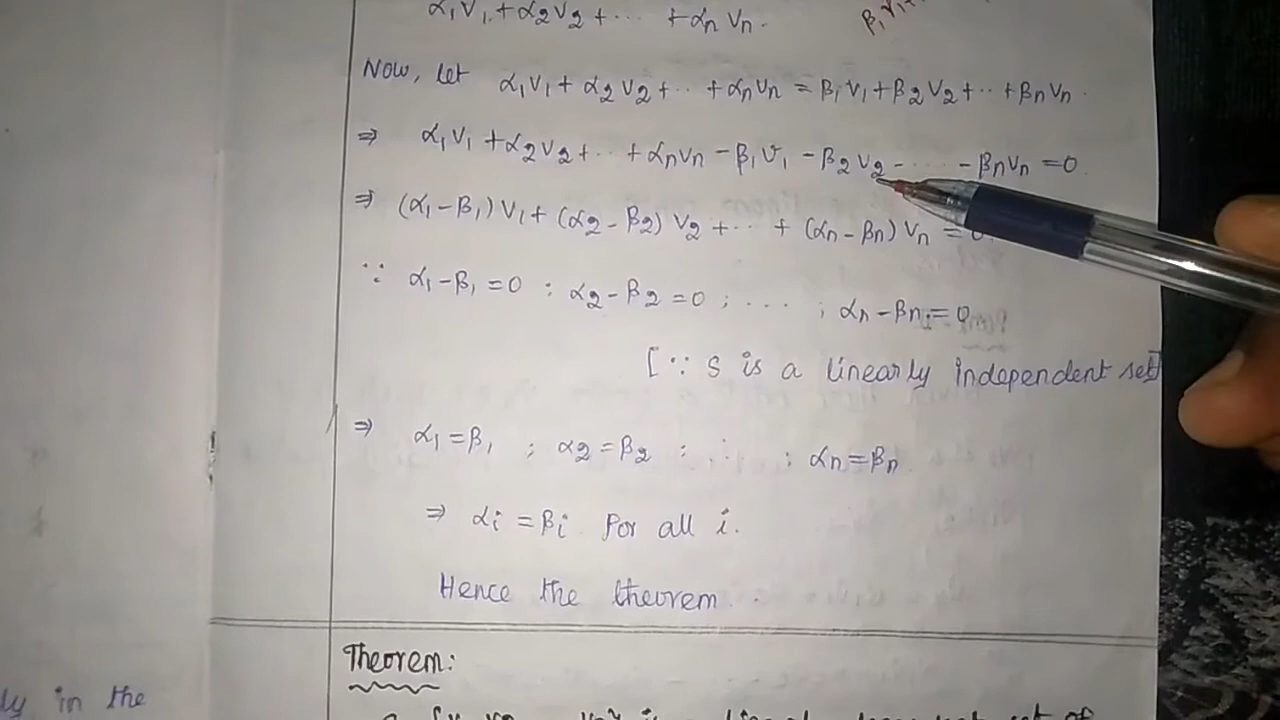 α₁V₁+α₂V₂+ ···· +αₙVₙ.
β₁V₁+
Now, let α₁V₁+ α₂V₂+ ·· +αₙVₙ = β₁V₁+β₂V₂+ ·· +βₙVₙ.
⇒ α₁V₁ +α₂V₂+ ·· + αₙVₙ -β₁V₁ -β₂V₂- ···· -βₙVₙ =0.
⇒ (α₁-β₁)V₁+ (α₂-β₂) V₂ + ·· + (αₙ-βₙ) Vₙ = 0.
∵ α₁-β₁ =0 ; α₂-β₂ =0 ; ···· ; αₙ-βₙ = 0
[∵ S is a linearly independent set]
⇒ α₁ =β₁ ; α₂ =β₂ ; ··· ; αₙ =βₙ
⇒ αi = βi For all i.
Hence the theorem.
Theorem:
ly in the